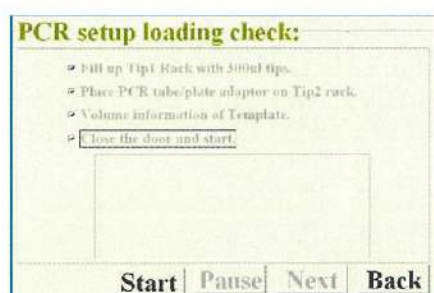 PCR setup loading check:
Fill up Tip1 Rack with 300ul tips.
Place PCR tube/plate adaptor on Tip2 rack.
Volume information of Template.
Close the door and start.
Start Pause Next Back